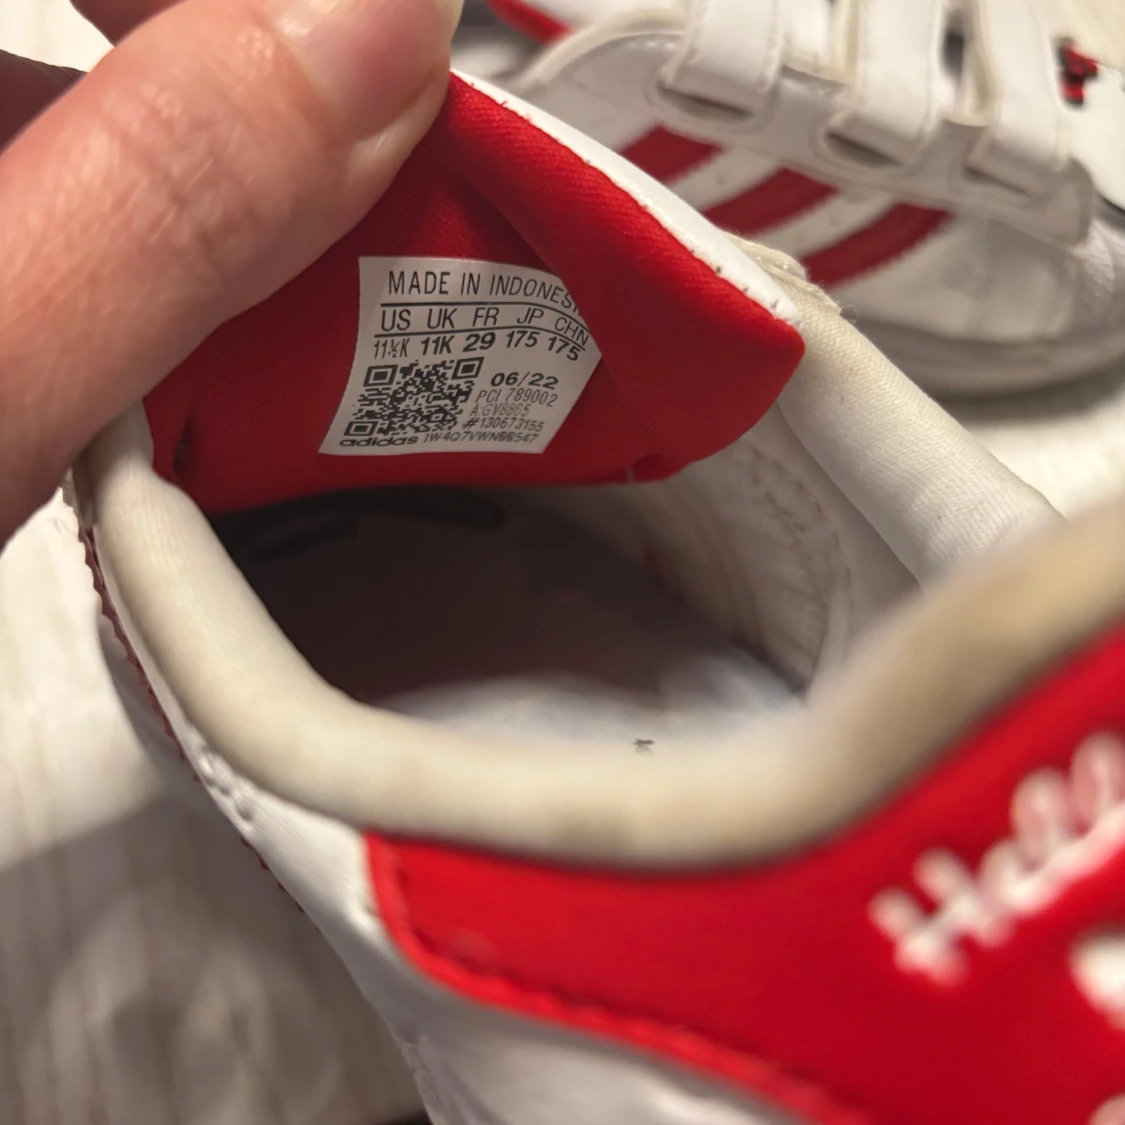 MADE IN INDONES
US UK FR JP CHN
11½K 11K 29 175 175
06/22
PCI 789002
#130673155
adidas
Hell